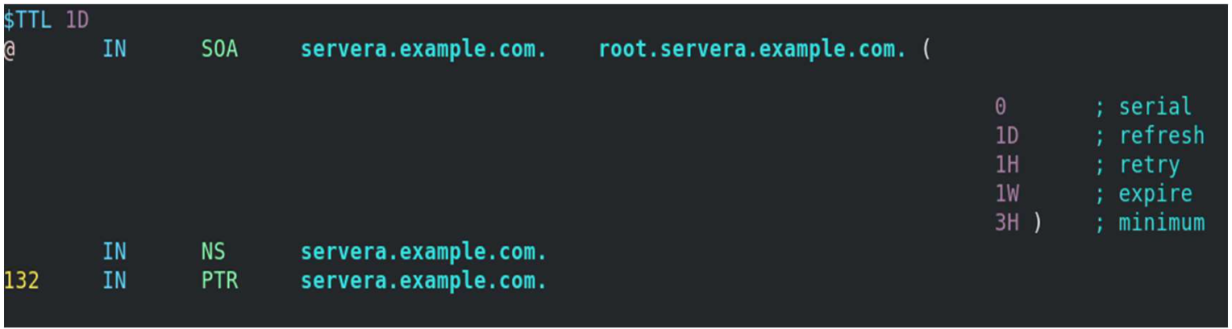 $TTL 1D
@ IN SOA servera.example.com. root.servera.example.com. (
0 ; serial
1D ; refresh
1H ; retry
1W ; expire
3H ) ; minimum
IN NS servera.example.com.
132 IN PTR servera.example.com.